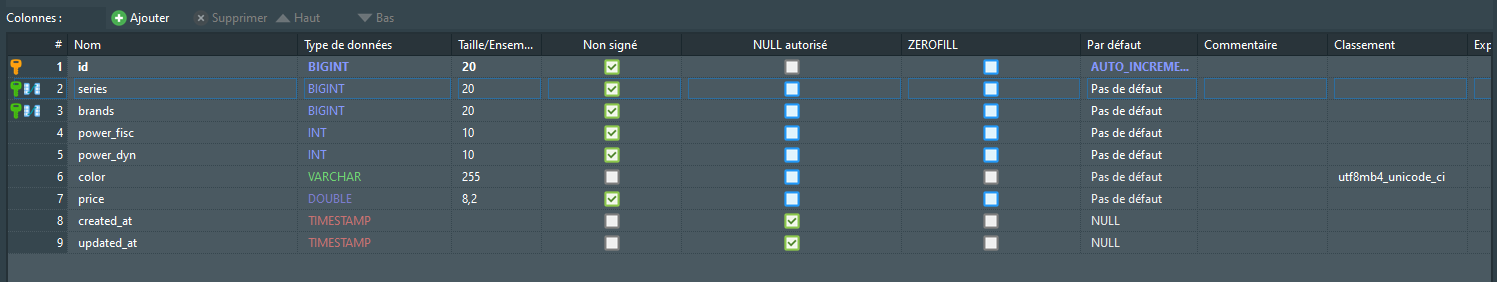 Colonnes : Ajouter Supprimer Haut Bas
# Nom Type de données Taille/Ensem... Non signé NULL autorisé ZEROFILL Par défaut Commentaire Classement Exp
1 id BIGINT 20 AUTO_INCREME...
2 series BIGINT 20 Pas de défaut
3 brands BIGINT 20 Pas de défaut
4 power_fisc INT 10 Pas de défaut
5 power_dyn INT 10 Pas de défaut
6 color VARCHAR 255 Pas de défaut utf8mb4_unicode_ci
7 price DOUBLE 8,2 Pas de défaut
8 created_at TIMESTAMP NULL
9 updated_at TIMESTAMP NULL